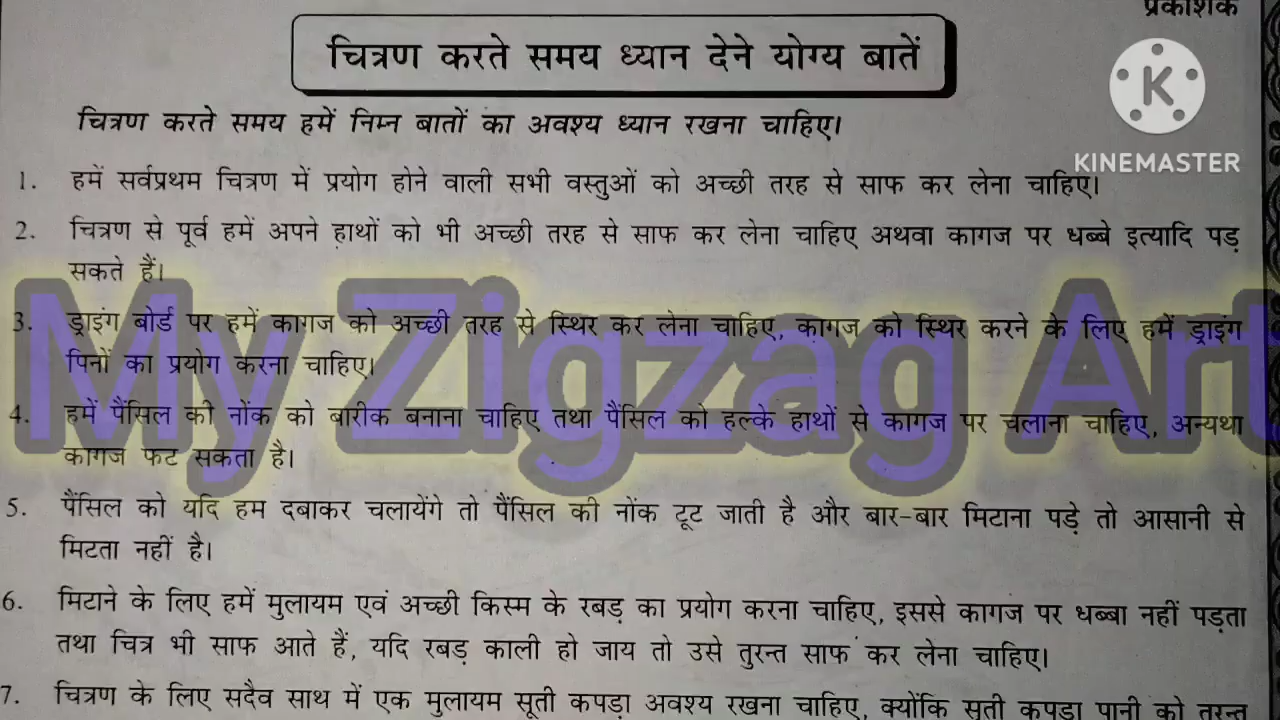 प्रकाशक
चित्रण करते समय ध्यान देने योग्य बातें
K
KINEMASTER
चित्रण करते समय हमें निम्न बातों का अवश्य ध्यान रखना चाहिए।
1. हमें सर्वप्रथम चित्रण में प्रयोग होने वाली सभी वस्तुओं को अच्छी तरह से साफ कर लेना चाहिए।
2. चित्रण से पूर्व हमें अपने हाथों को भी अच्छी तरह से साफ कर लेना चाहिए अथवा कागज पर धब्बे इत्यादि पड़
सकते हैं।
My Zigzag Art
3. ड्राइंग बोर्ड पर हमें कागज को अच्छी तरह से स्थिर कर लेना चाहिए, कागज को स्थिर करने के लिए हमें ड्राइंग
पिनों का प्रयोग करना चाहिए।
4. हमें पैंसिल की नोंक को बारीक बनाना चाहिए तथा पैंसिल को हल्के हाथों से कागज पर चलाना चाहिए, अन्यथा
कागज फट सकता है।
5. पैंसिल को यदि हम दबाकर चलायेंगे तो पैंसिल की नोंक टूट जाती है और बार-बार मिटाना पड़े तो आसानी से
मिटता नहीं है।
6. मिटाने के लिए हमें मुलायम एवं अच्छी किस्म के रबड़ का प्रयोग करना चाहिए, इससे कागज पर धब्बा नहीं पड़ता
तथा चित्र भी साफ आते हैं, यदि रबड़ काली हो जाय तो उसे तुरन्त साफ कर लेना चाहिए।
7. चित्रण के लिए सदैव साथ में एक मुलायम सूती कपड़ा अवश्य रखना चाहिए, क्योंकि सूती कपड़ा पानी को तुरन्त